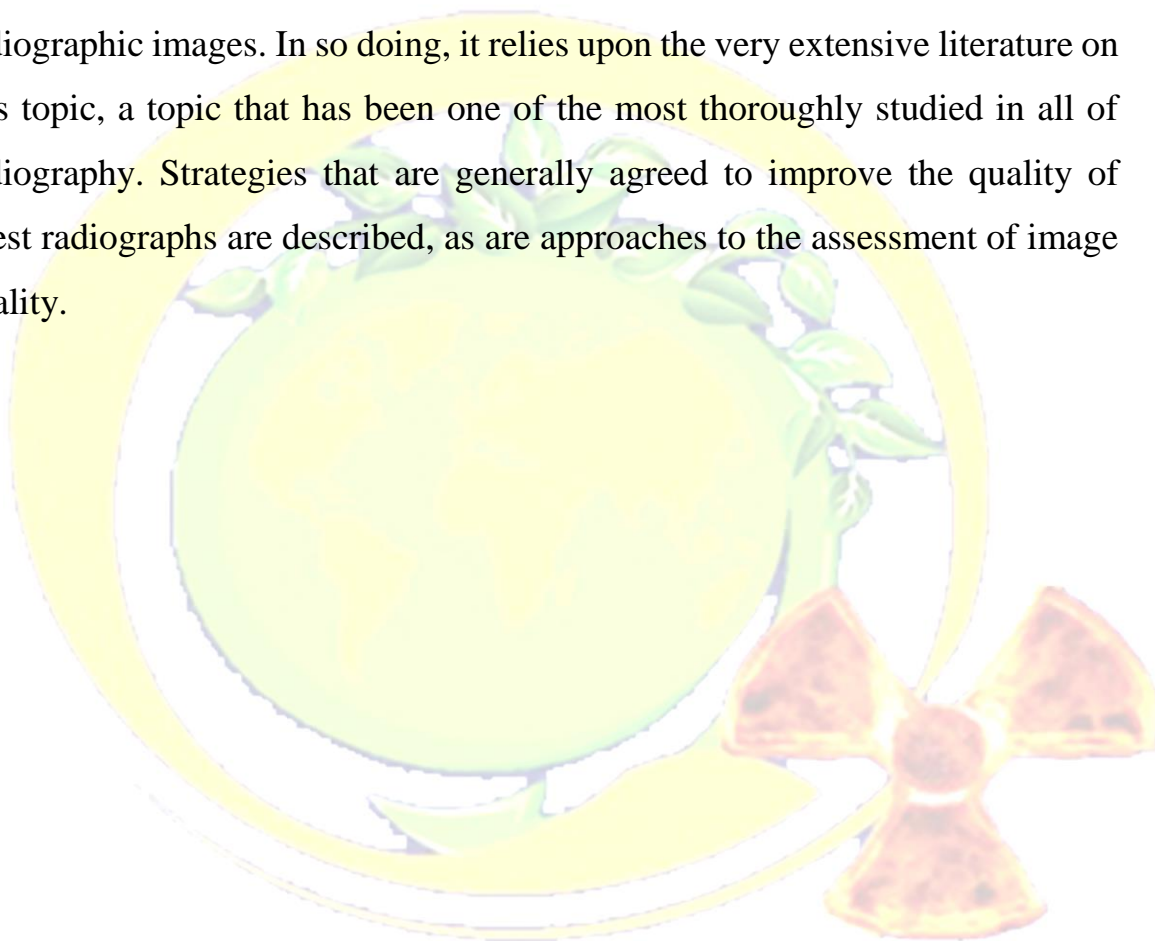 diographic images. In so doing, it relies upon the very extensive literature on
s topic, a topic that has been one of the most thoroughly studied in all of
diography. Strategies that are generally agreed to improve the quality of
est radiographs are described, as are approaches to the assessment of image
ality.